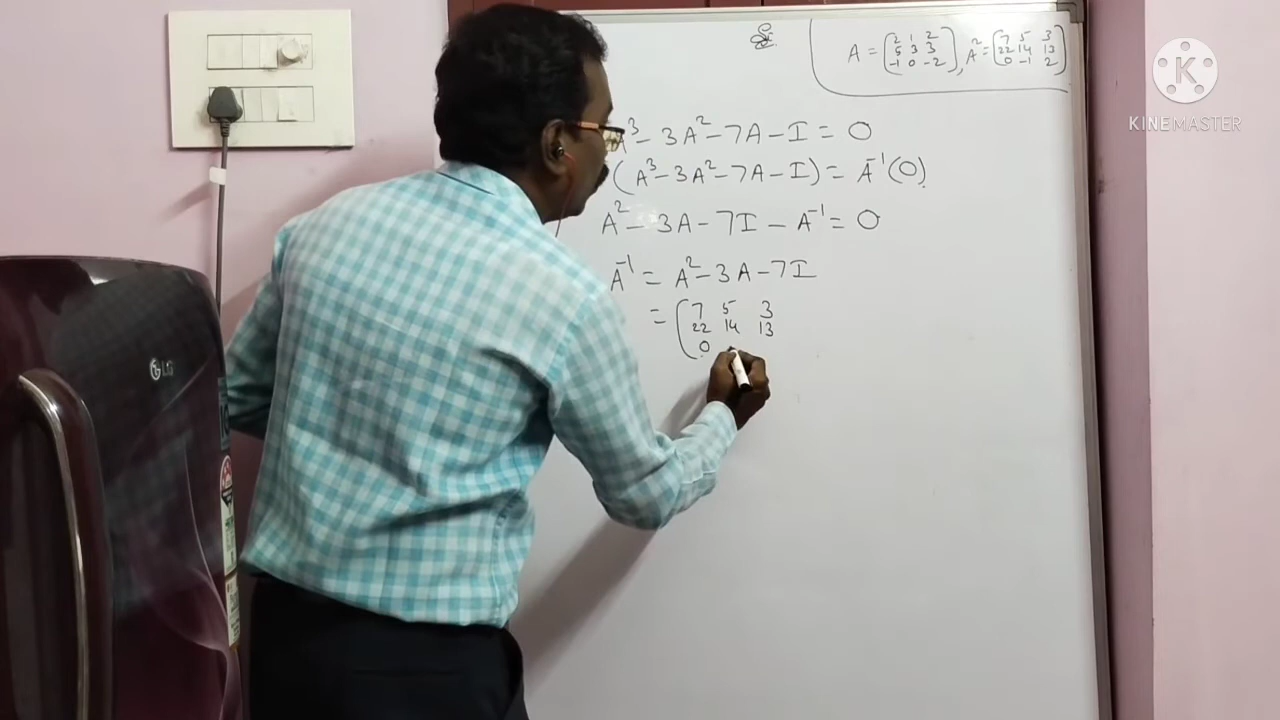 A = (2 1 2
5 3 3
-1 0 -2), A² = (7 5 3
22 14 13
0 -1 2)
³ - 3A² - 7A - I = 0
(A³ - 3A² - 7A - I) = A⁻¹(0)
A² - 3A - 7I - A⁻¹ = 0
A⁻¹ = A² - 3A - 7I
= (7 5 3
22 14 13
0
LG
KINEMASTER